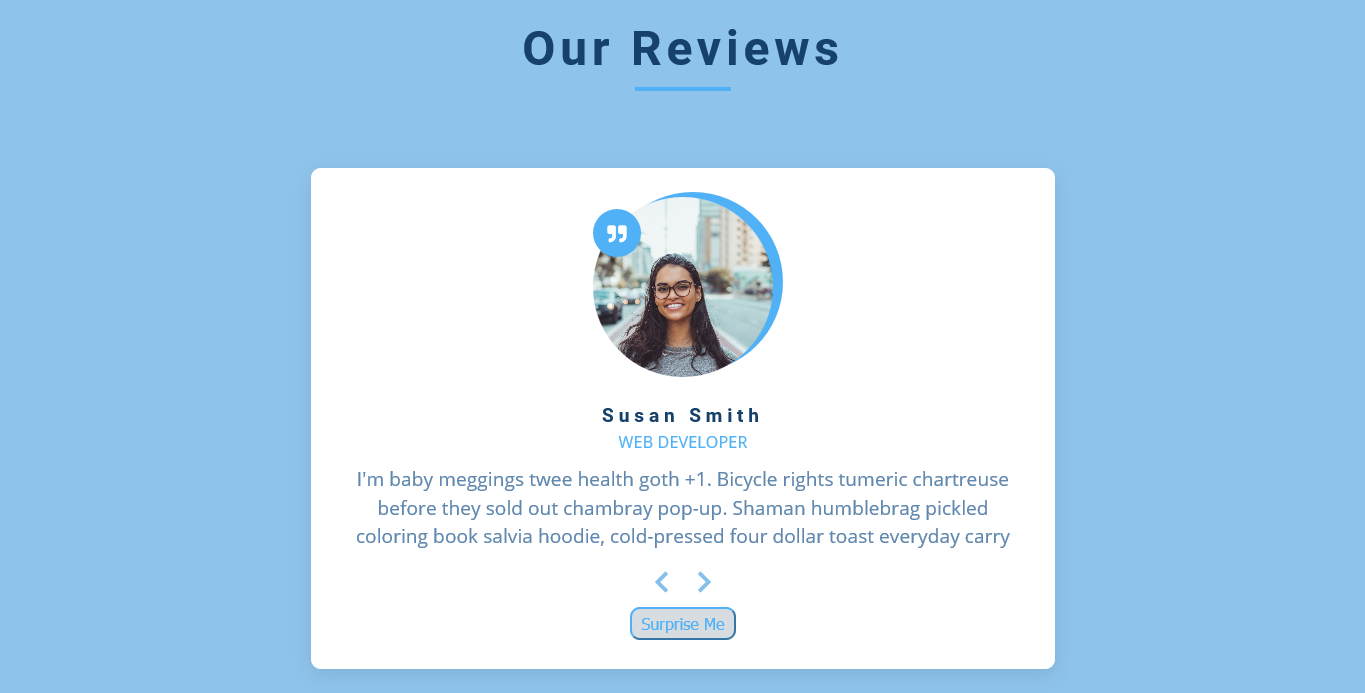 Our Reviews
Susan Smith
WEB DEVELOPER
I'm baby meggings twee health goth +1. Bicycle rights tumeric chartreuse
before they sold out chambray pop-up. Shaman humblebrag pickled
coloring book salvia hoodie, cold-pressed four dollar toast everyday carry
Surprise Me